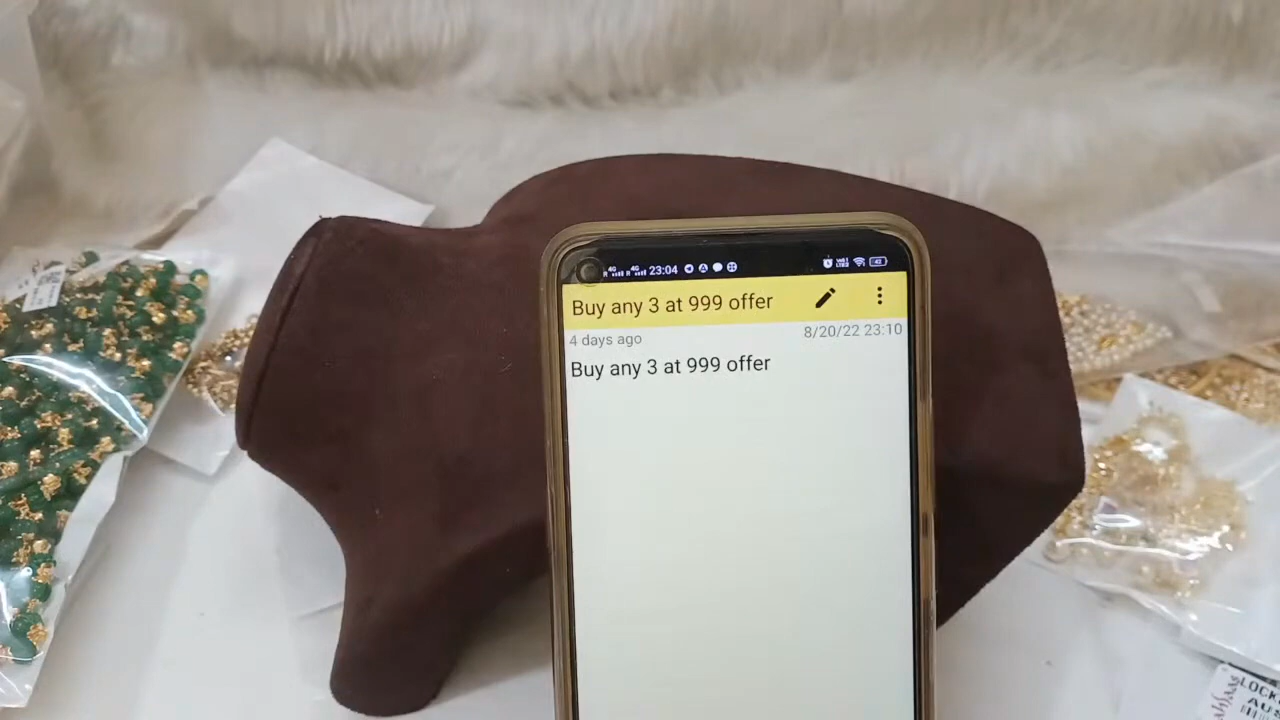 23:04
Buy any 3 at 999 offer
4 days ago
8/20/22 23:10
Buy any 3 at 999 offer